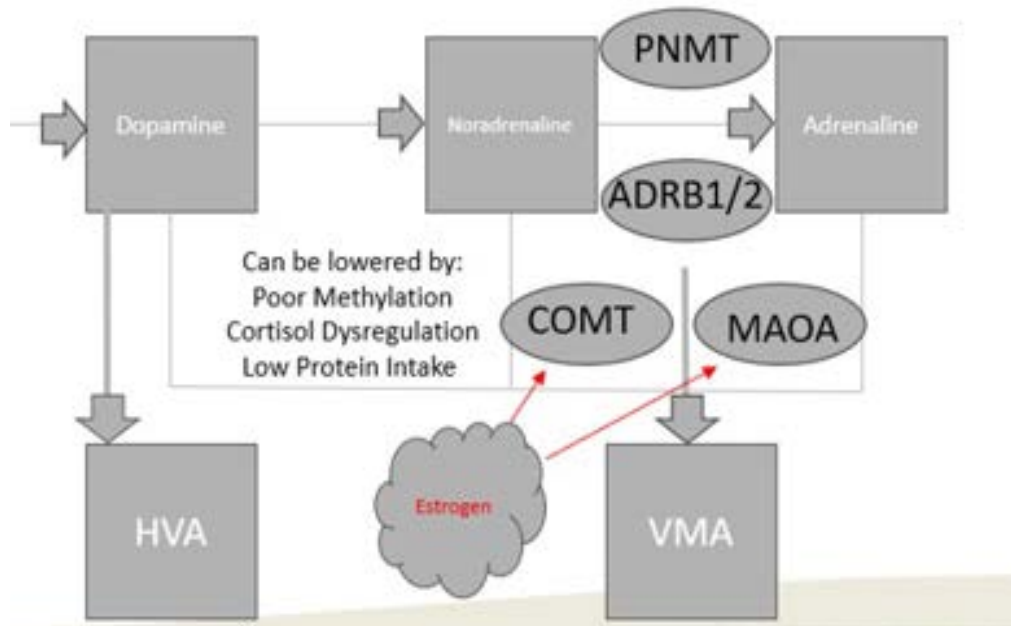 PNMT
Dopamine
Noradrenaline
Adrenaline
ADRB1/2
Can be lowered by:
Poor Methylation
Cortisol Dysregulation
Low Protein Intake
COMT
MAOA
Estrogen
HVA
VMA